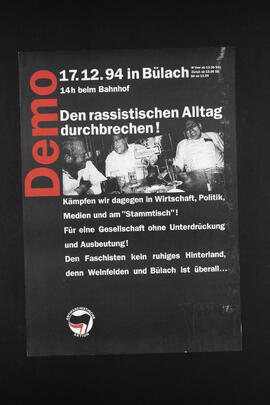 Demo
17.12.94 in Bülach
14h beim Bahnhof
Den rassistischen Alltag
durchbrechen!
Kämpfen wir dagegen in Wirtschaft, Politik,
Medien und am "Stammtisch"!
Für eine Gesellschaft ohne Unterdrückung
und Ausbeutung!
Den Faschisten kein ruhiges Hinterland,
denn Weinfelden und Bülach ist überall...
ANTIFASCHISTISCHE
AKTION